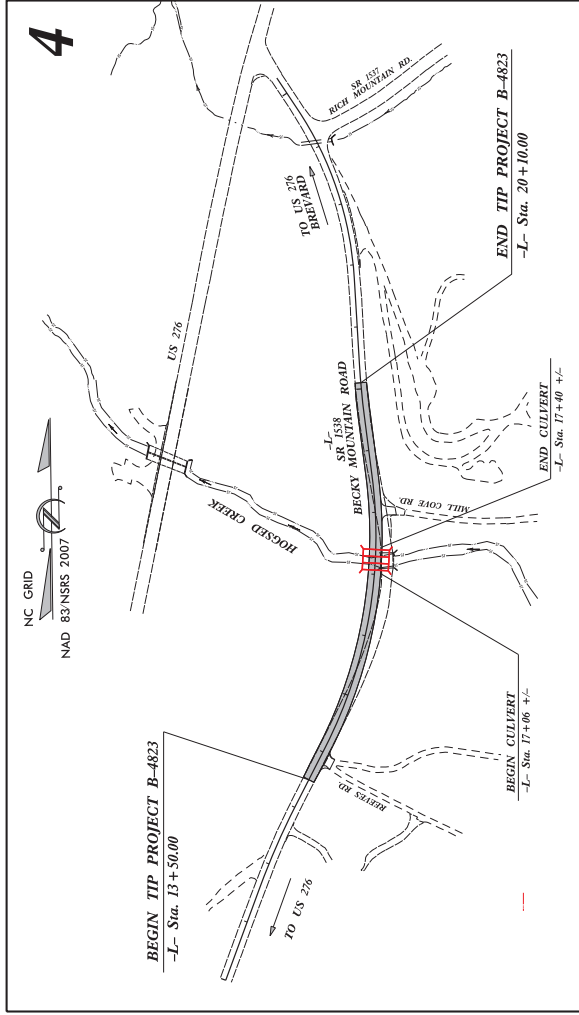 4
NC GRID
NAD 83/NSRS 2007
US 276
HOGSED CREEK
TO US 276
BREVARD
SR 1537
RICH MOUNTAIN RD.
BEGIN TIP PROJECT B-4823
-L- Sta. 13 + 50.00
TO US 276
REEVES RD.
-L-
SR 1538
BECKY MOUNTAIN ROAD
MILL COVE RD.
BEGIN CULVERT
-L- Sta. 17 + 06 +/-
END CULVERT
-L- Sta. 17 + 40 +/-
END TIP PROJECT B-4823
-L- Sta. 20 + 10.00